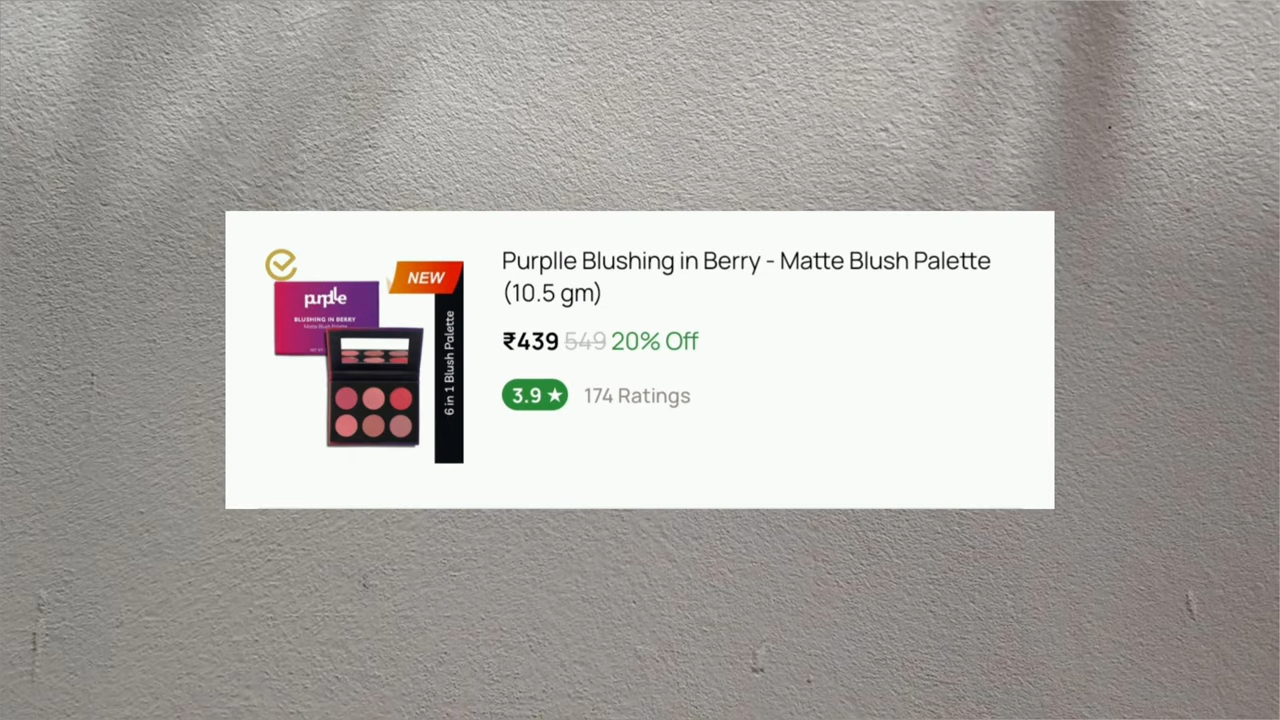 Purplle Blushing in Berry - Matte Blush Palette
(10.5 gm)
₹439 549 20% Off
3.9 ★ 174 Ratings
NEW
purplle
BLUSHING IN BERRY
Matte Blush Palette
6 in 1 Blush Palette